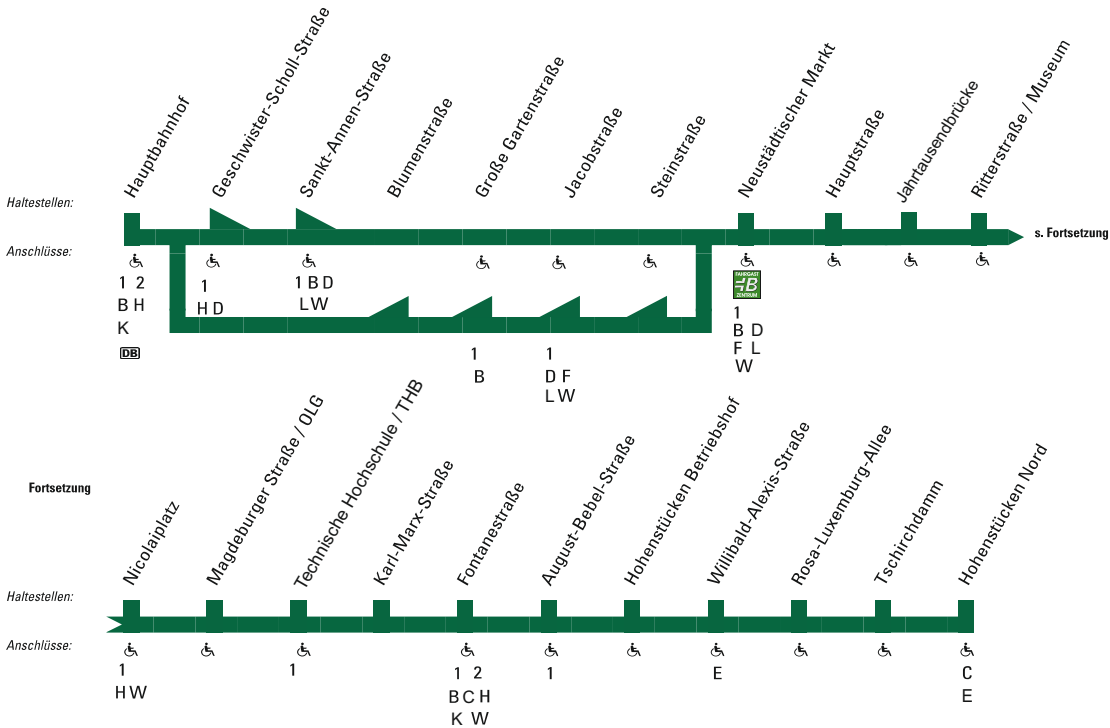 Haltestellen:
Hauptbahnhof
Geschwister-Scholl-Straße
Sankt-Annen-Straße
Blumenstraße
Große Gartenstraße
Jacobstraße
Steinstraße
Neustädtischer Markt
Hauptstraße
Jahrtausendbrücke
Ritterstraße / Museum
s. Fortsetzung
Anschlüsse:
1 2
B H
K
DB
1
H D
1 B D
L W
1
B
1
D F
L W
FAHRGAST
B
ZENTRUM
1
B D
F L
W
Fortsetzung
Haltestellen:
Nicolaiplatz
Magdeburger Straße / OLG
Technische Hochschule / THB
Karl-Marx-Straße
Fontanestraße
August-Bebel-Straße
Hohenstücken Betriebshof
Willibald-Alexis-Straße
Rosa-Luxemburg-Allee
Tschirchdamm
Hohenstücken Nord
Anschlüsse:
1
H W
1
1 2
B C H
K W
1
E
C
E